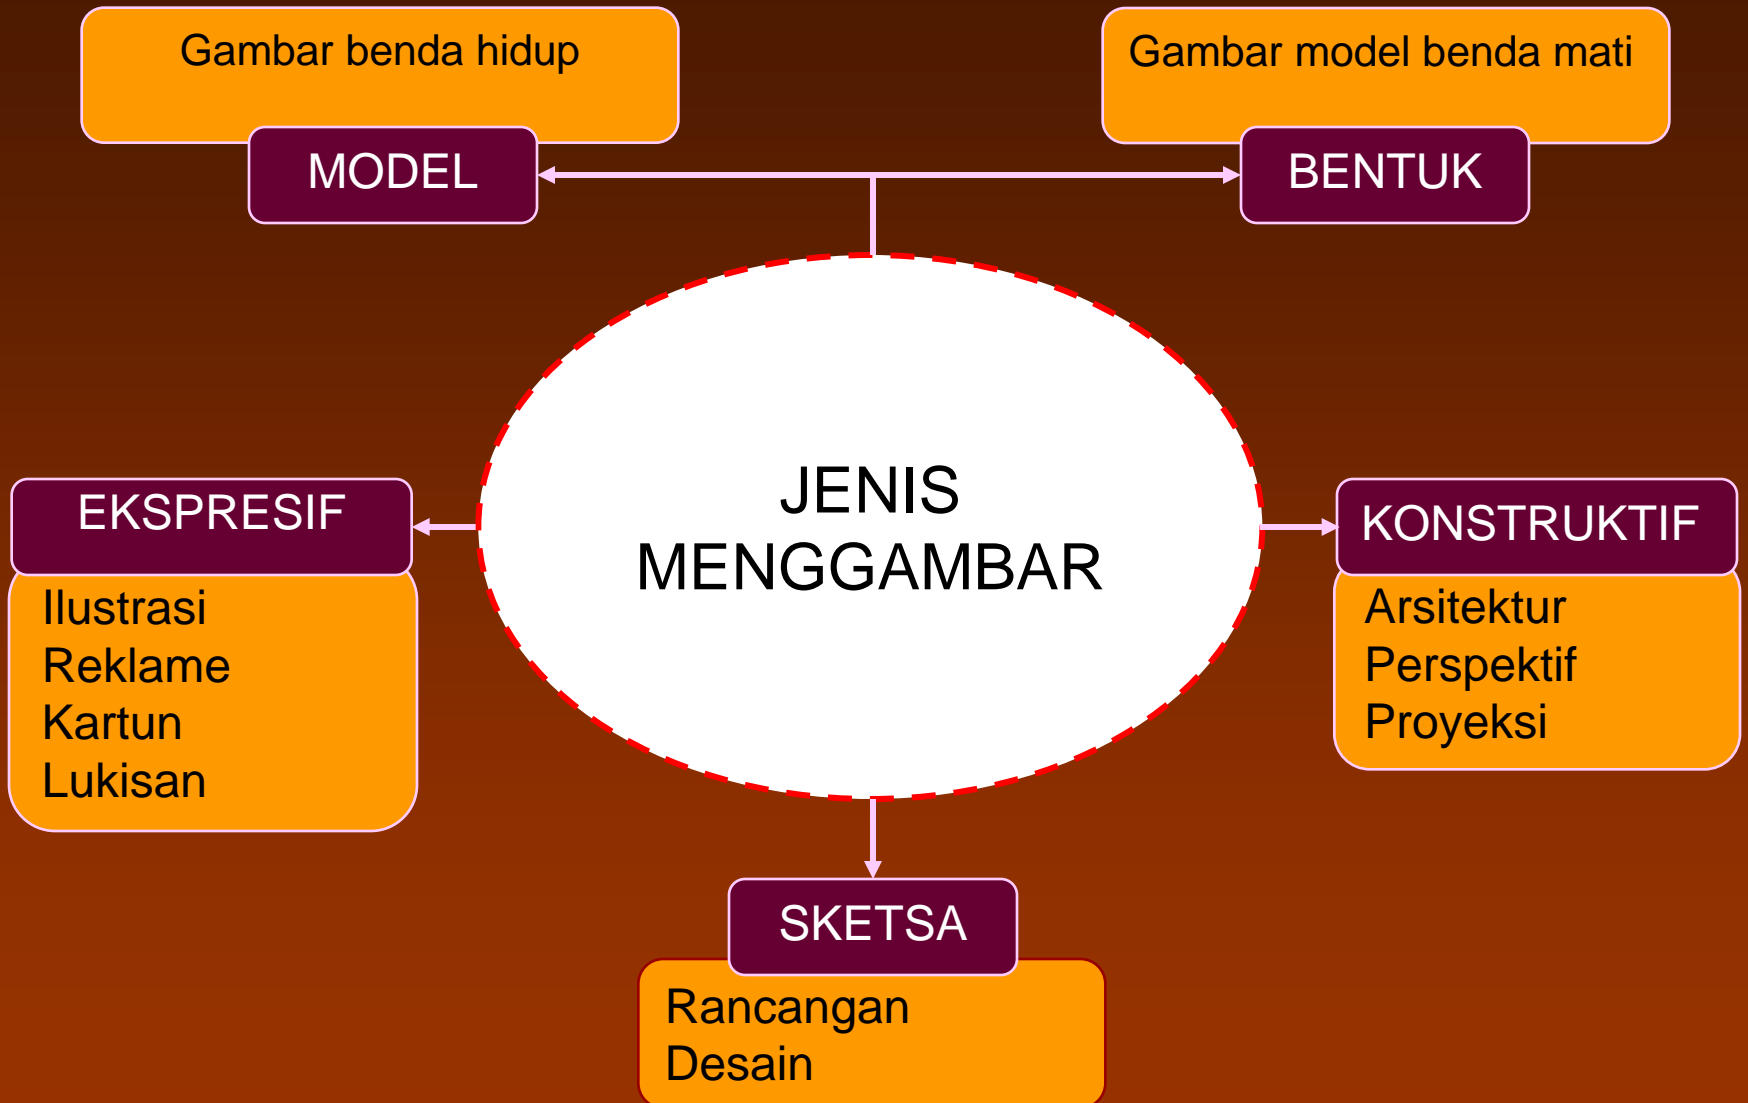 Gambar benda hidup
Gambar model benda mati
MODEL
BENTUK
JENIS
MENGGAMBAR
EKSPRESIF
Ilustrasi
Reklame
Kartun
Lukisan
KONSTRUKTIF
Arsitektur
Perspektif
Proyeksi
SKETSA
Rancangan
Desain